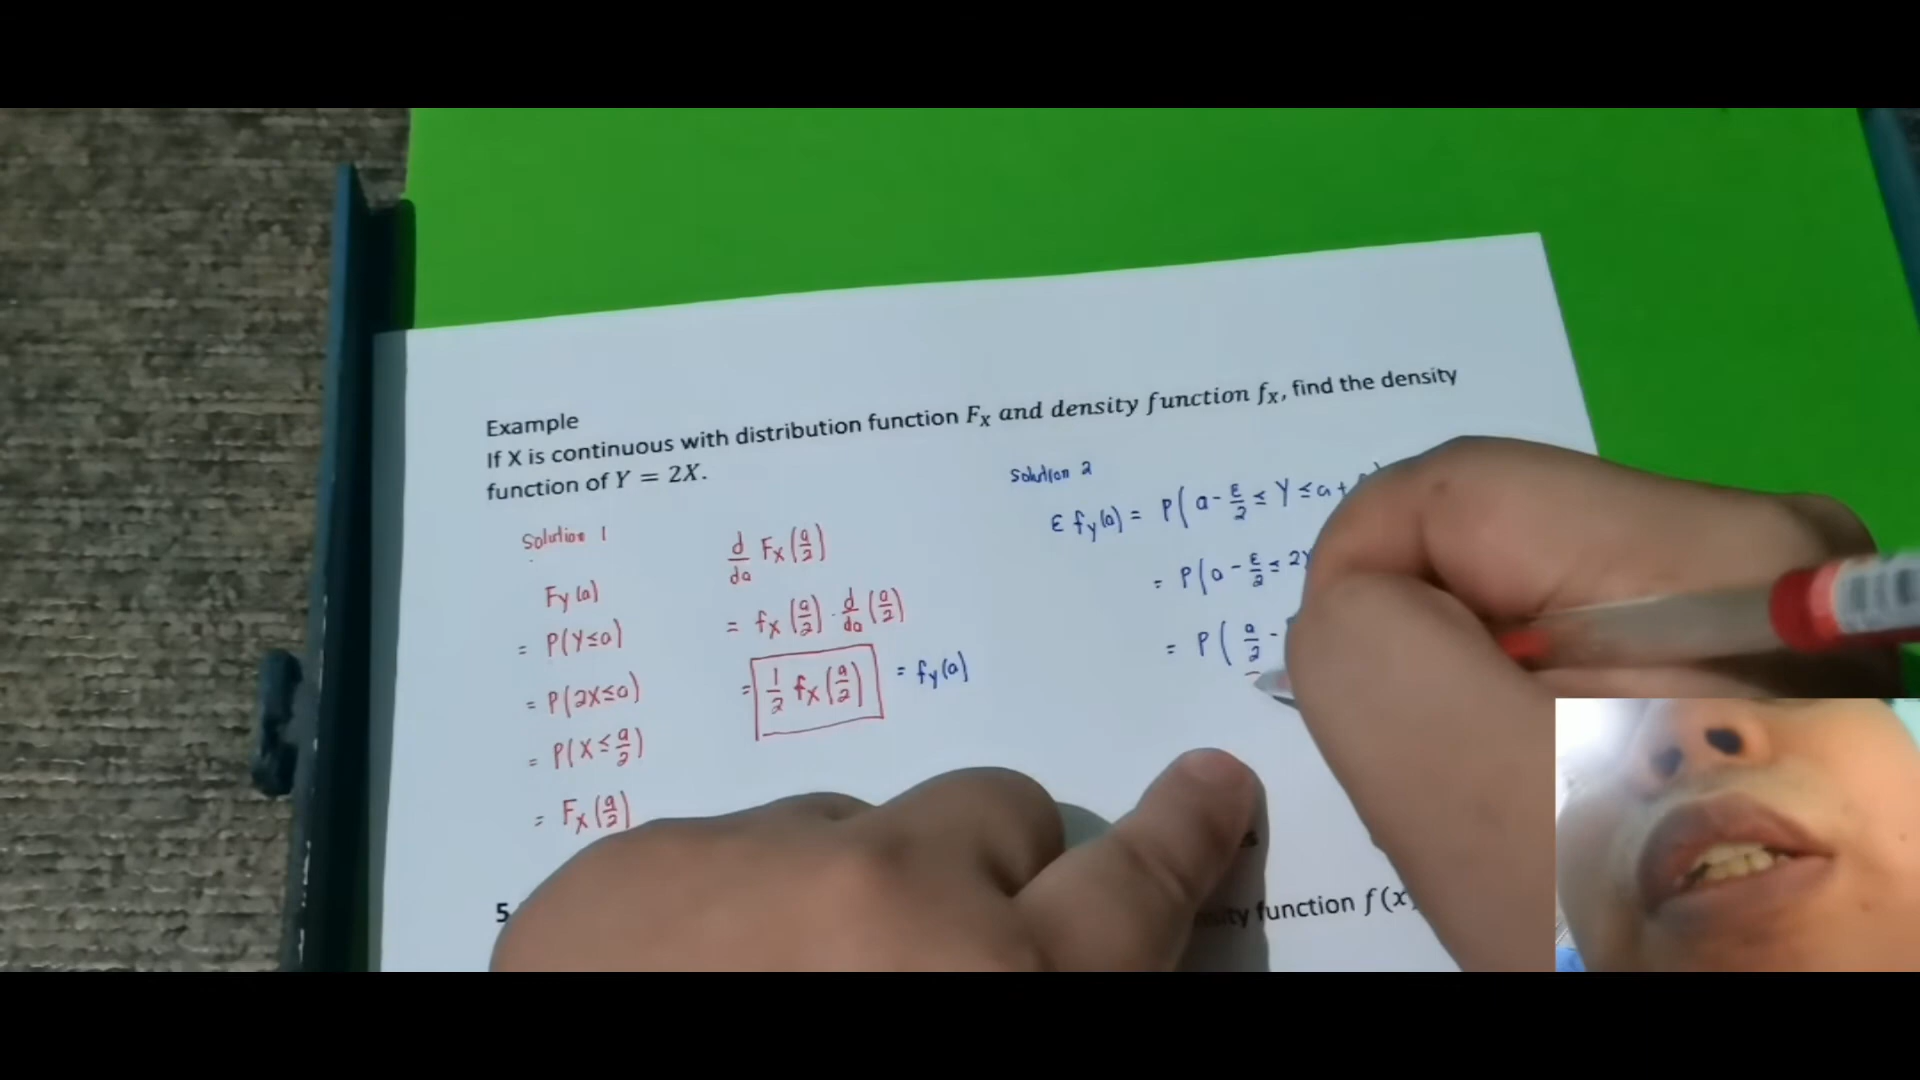 Example
If X is continuous with distribution function F_X and density function f_X, find the density
function of Y = 2X.
Solution 1
F_Y(a)
= P(Y≤a)
= P(2X≤a)
= P(X≤a/2)
= F_X(a/2)
d/da F_X(a/2)
= f_X(a/2) · d/da (a/2)
= 1/2 f_X(a/2) = f_Y(a)
Solution 2
ε f_Y(a) = P(a - ε/2 ≤ Y ≤ a +
= P(a - ε/2 ≤ 2X
= P(a/2 -
5
function f(x)